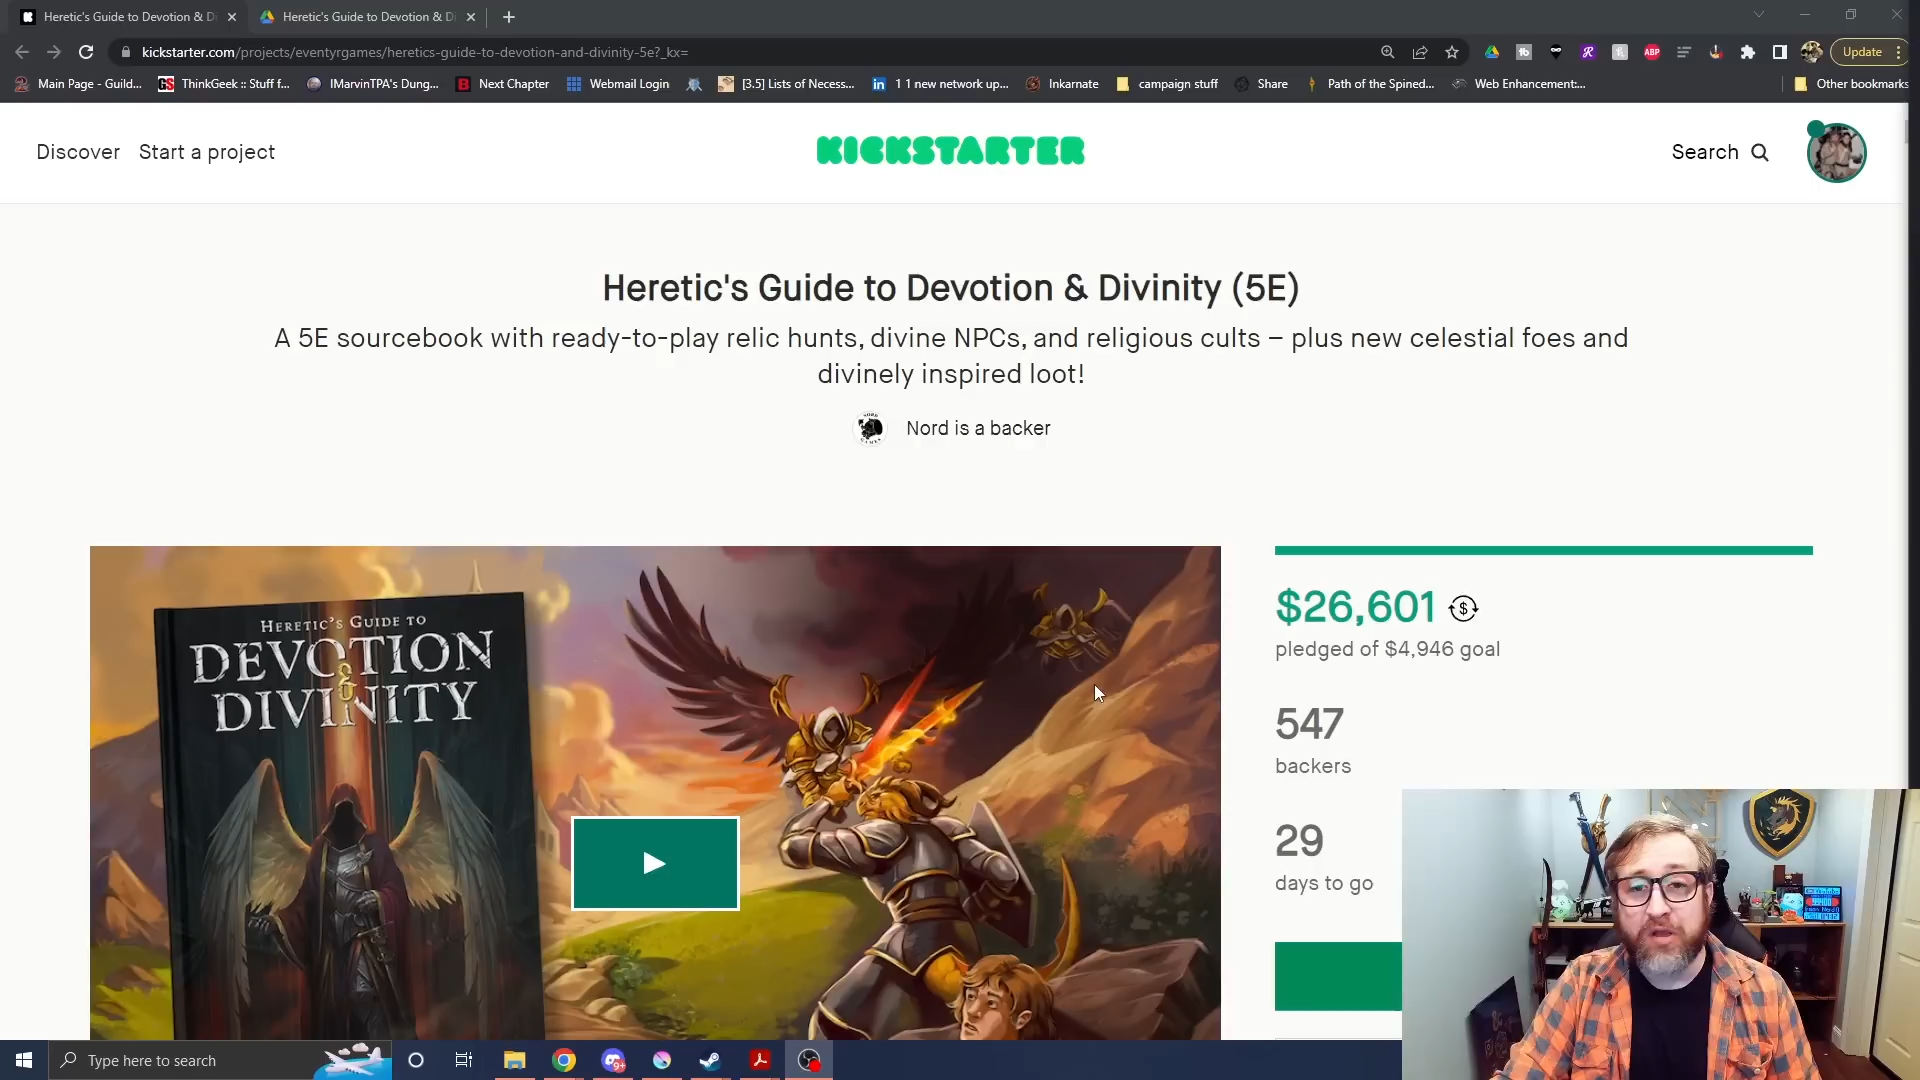 Heretic's Guide to Devotion & D
Heretic's Guide to Devotion & Di
kickstarter.com/projects/eventyrgames/heretics-guide-to-devotion-and-divinity-5e?_kx=
ABP
Update
Main Page - Guild...
GS
ThinkGeek :: Stuff f...
IMarvinTPA's Dung...
Next Chapter
Webmail Login
[3.5] Lists of Necess...
in
1 1 new network up...
Inkarnate
campaign stuff
Share
Path of the Spined...
Web Enhancement:...
Other bookmarks
Discover
Start a project
KICKSTARTER
Search
Heretic's Guide to Devotion & Divinity (5E)
A 5E sourcebook with ready-to-play relic hunts, divine NPCs, and religious cults – plus new celestial foes and
divinely inspired loot!
Nord is a backer
HERETIC'S GUIDE TO
DEVOTION
&
DIVINITY
$26,601
pledged of $4,946 goal
547
backers
29
days to go
Type here to search
9+